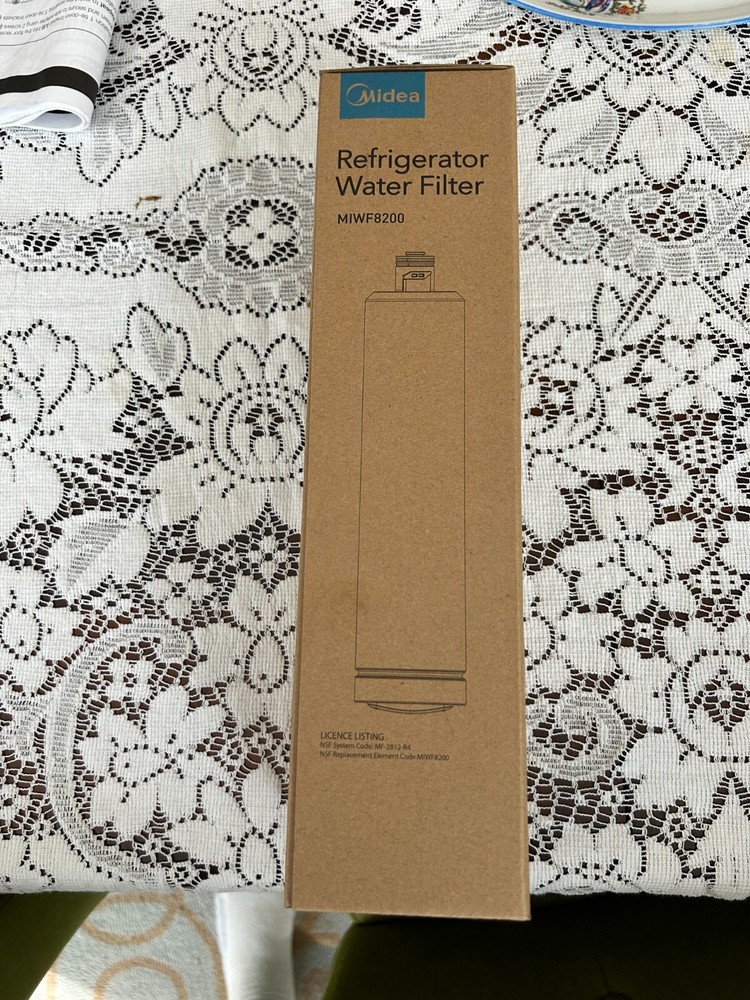 Midea
Refrigerator
Water Filter
MIWF8200
LICENCE LISTING
NSF System Code: MF-2812-R4
NSF Replacement Element Code:MIWF8200